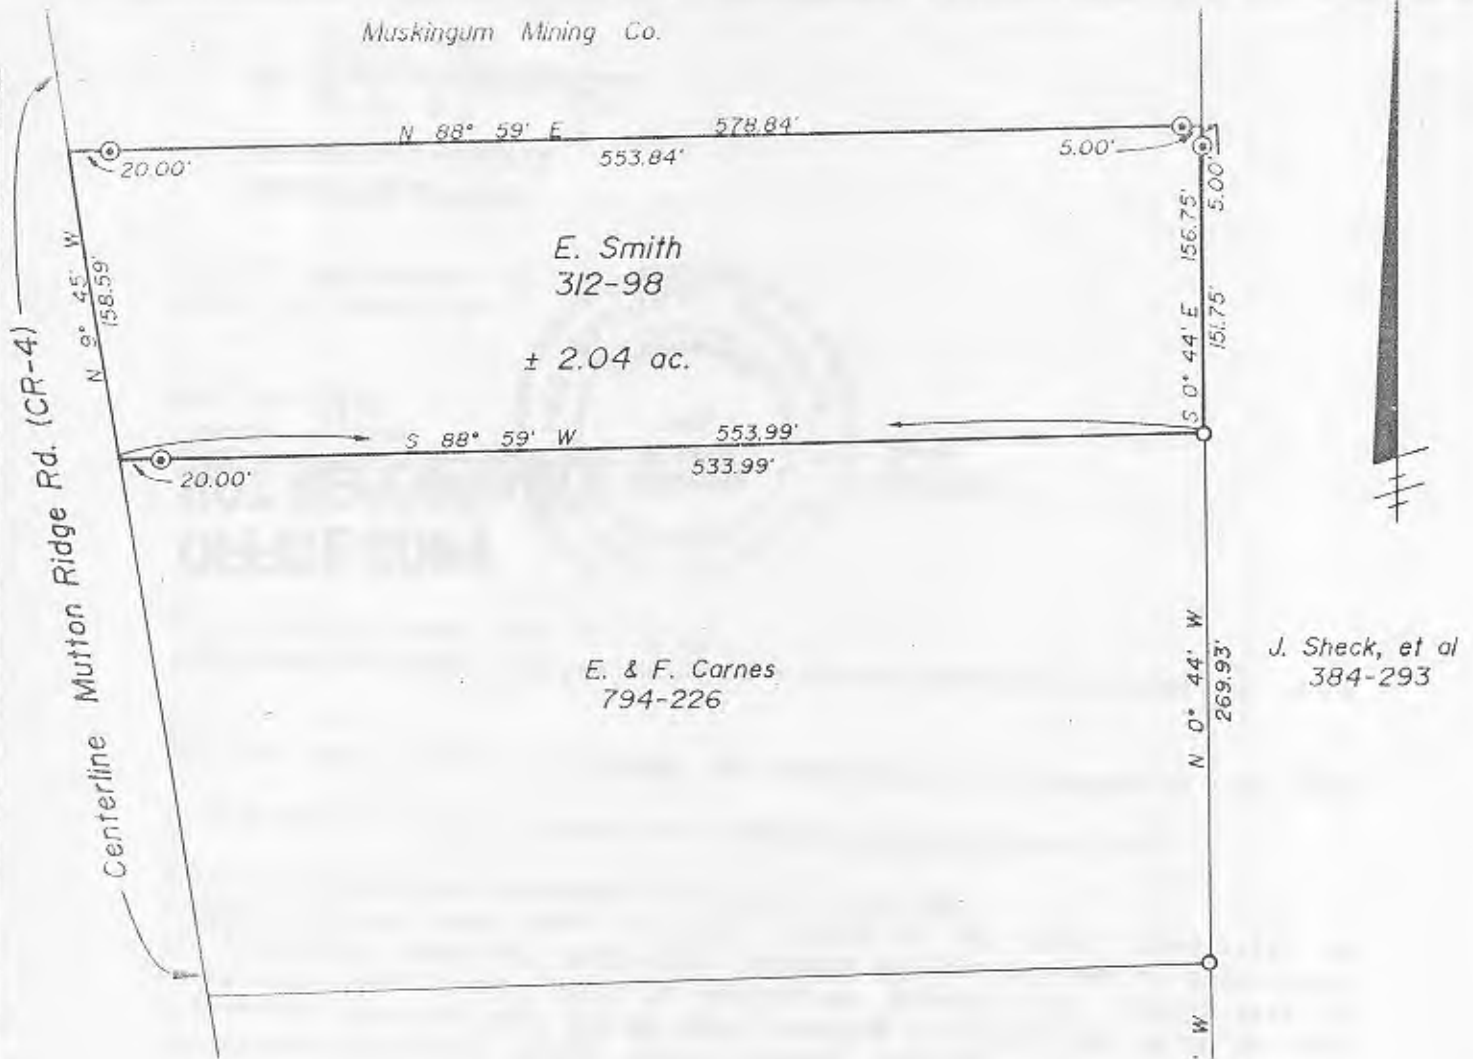 Muskingum Mining Co.
N 88° 59' E 578.84'
553.84'
20.00'
5.00'
5.00'
N 9° 45' W
158.59'
E. Smith
312-98
± 2.04 ac.
S 0° 44' E 156.75'
151.75'
S 88° 59' W 553.99'
533.99'
20.00'
Centerline Mutton Ridge Rd. (CR-4)
E. & F. Carnes
794-226
N 0° 44' W
269.93'
J. Sheck, et al
384-293
W